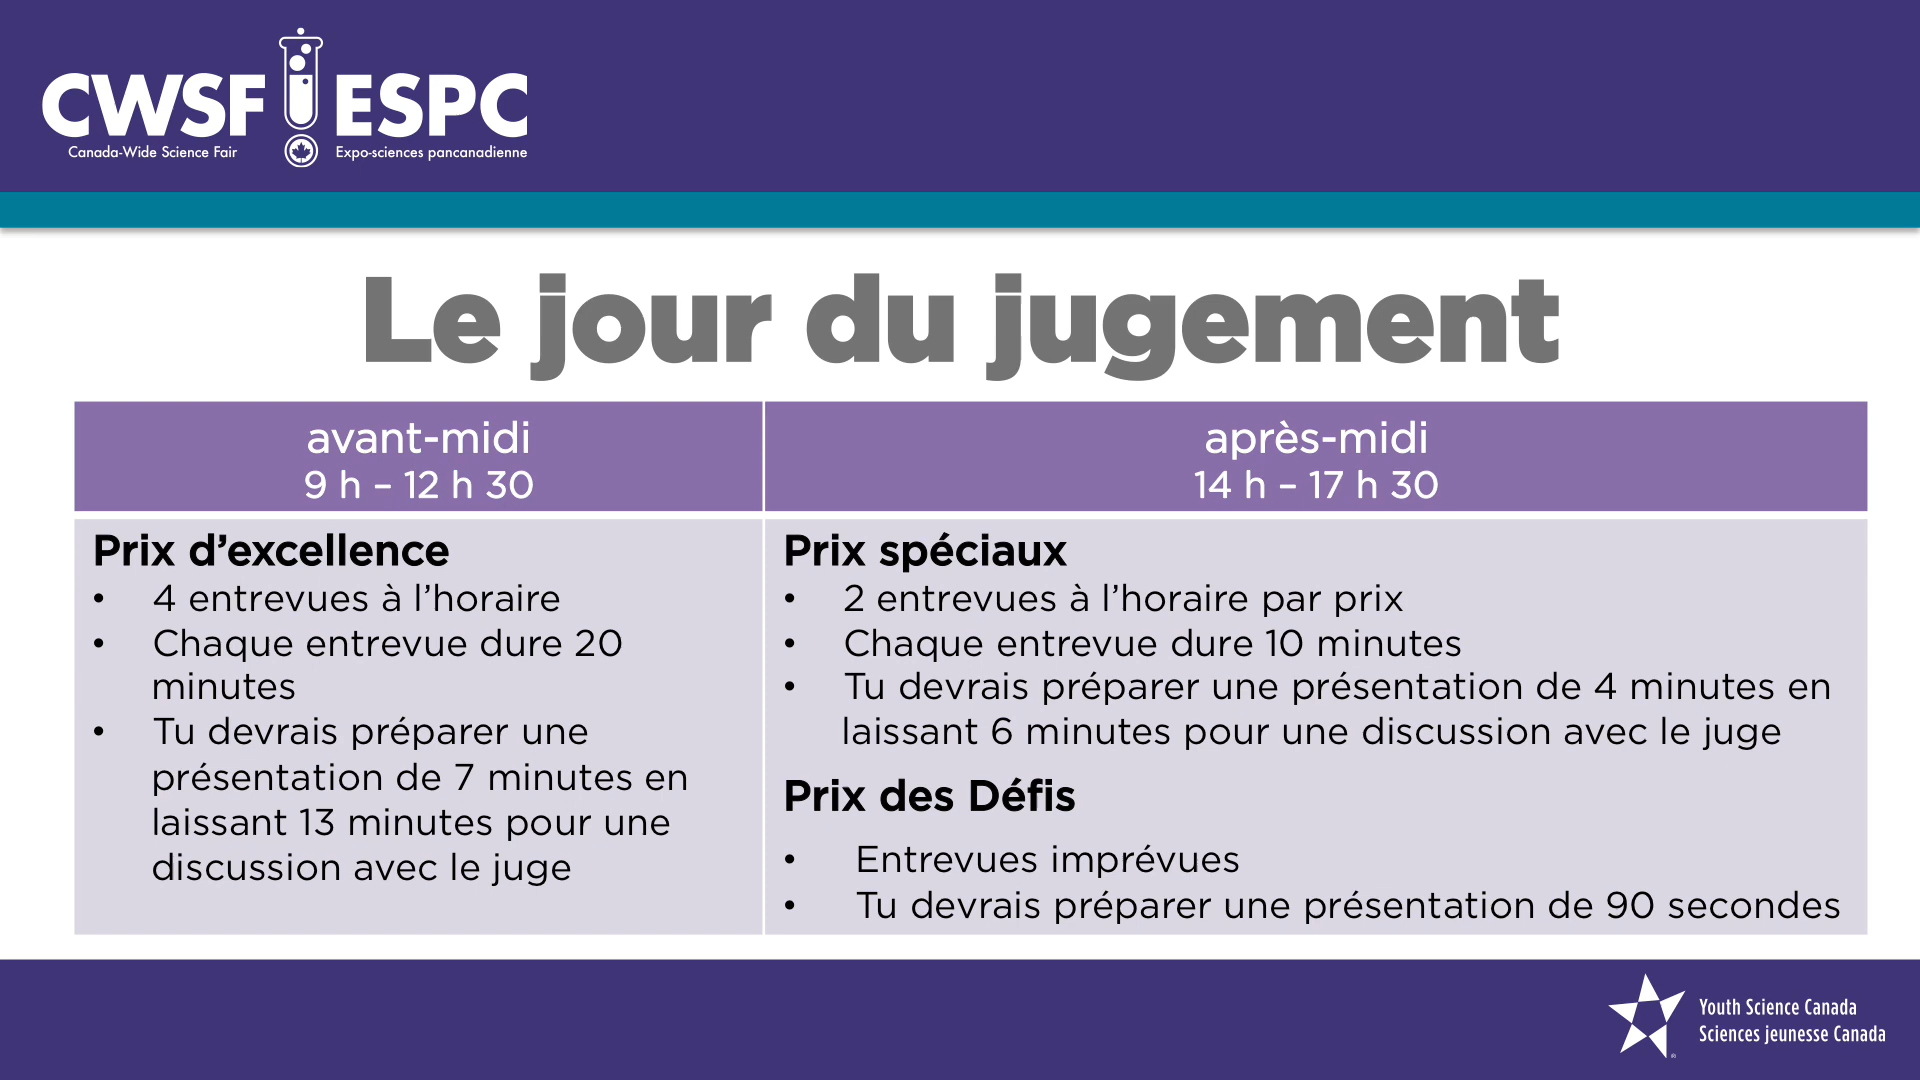 CWSF ESPC
Canada-Wide Science Fair Expo-sciences pancanadienne
Le jour du jugement
avant-midi
9 h – 12 h 30
après-midi
14 h – 17 h 30
Prix d’excellence
• 4 entrevues à l’horaire
• Chaque entrevue dure 20
minutes
• Tu devrais préparer une
présentation de 7 minutes en
laissant 13 minutes pour une
discussion avec le juge
Prix spéciaux
• 2 entrevues à l’horaire par prix
• Chaque entrevue dure 10 minutes
• Tu devrais préparer une présentation de 4 minutes en
laissant 6 minutes pour une discussion avec le juge
Prix des Défis
• Entrevues imprévues
• Tu devrais préparer une présentation de 90 secondes
Youth Science Canada
Sciences jeunesse Canada
®